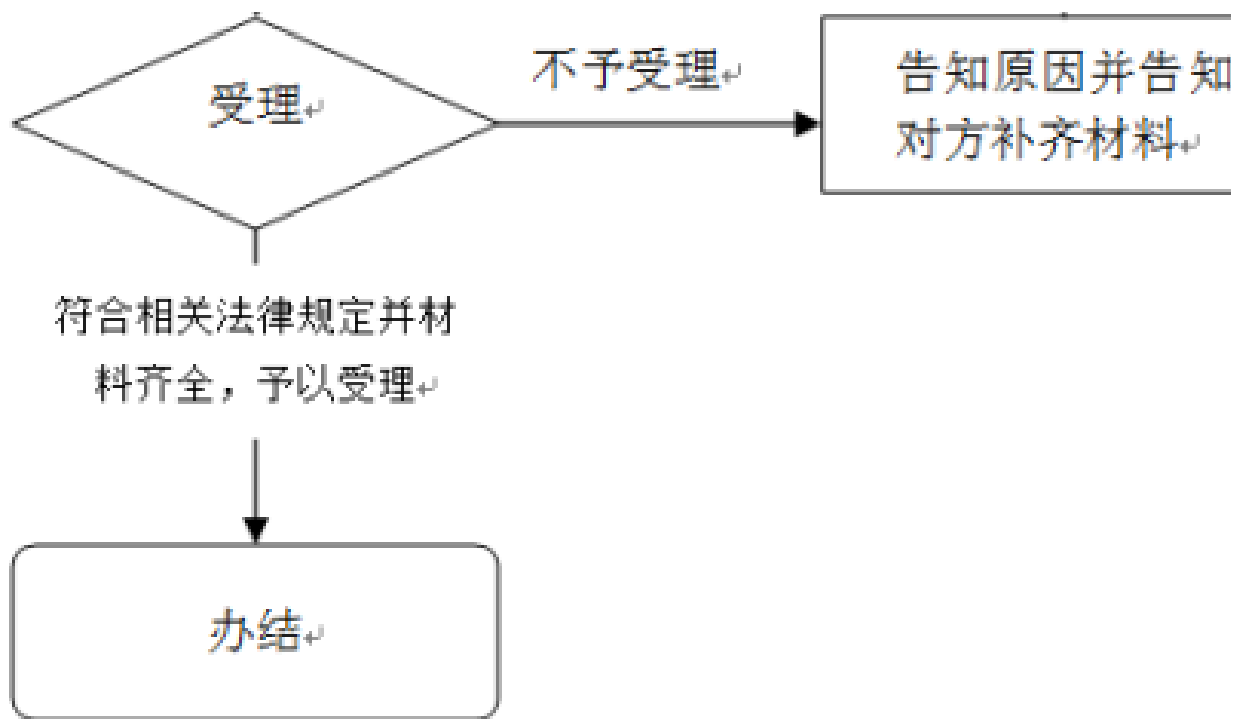 受理
不予受理
告知原因并告知
对方补齐材料
符合相关法律规定并材
料齐全，予以受理
办结